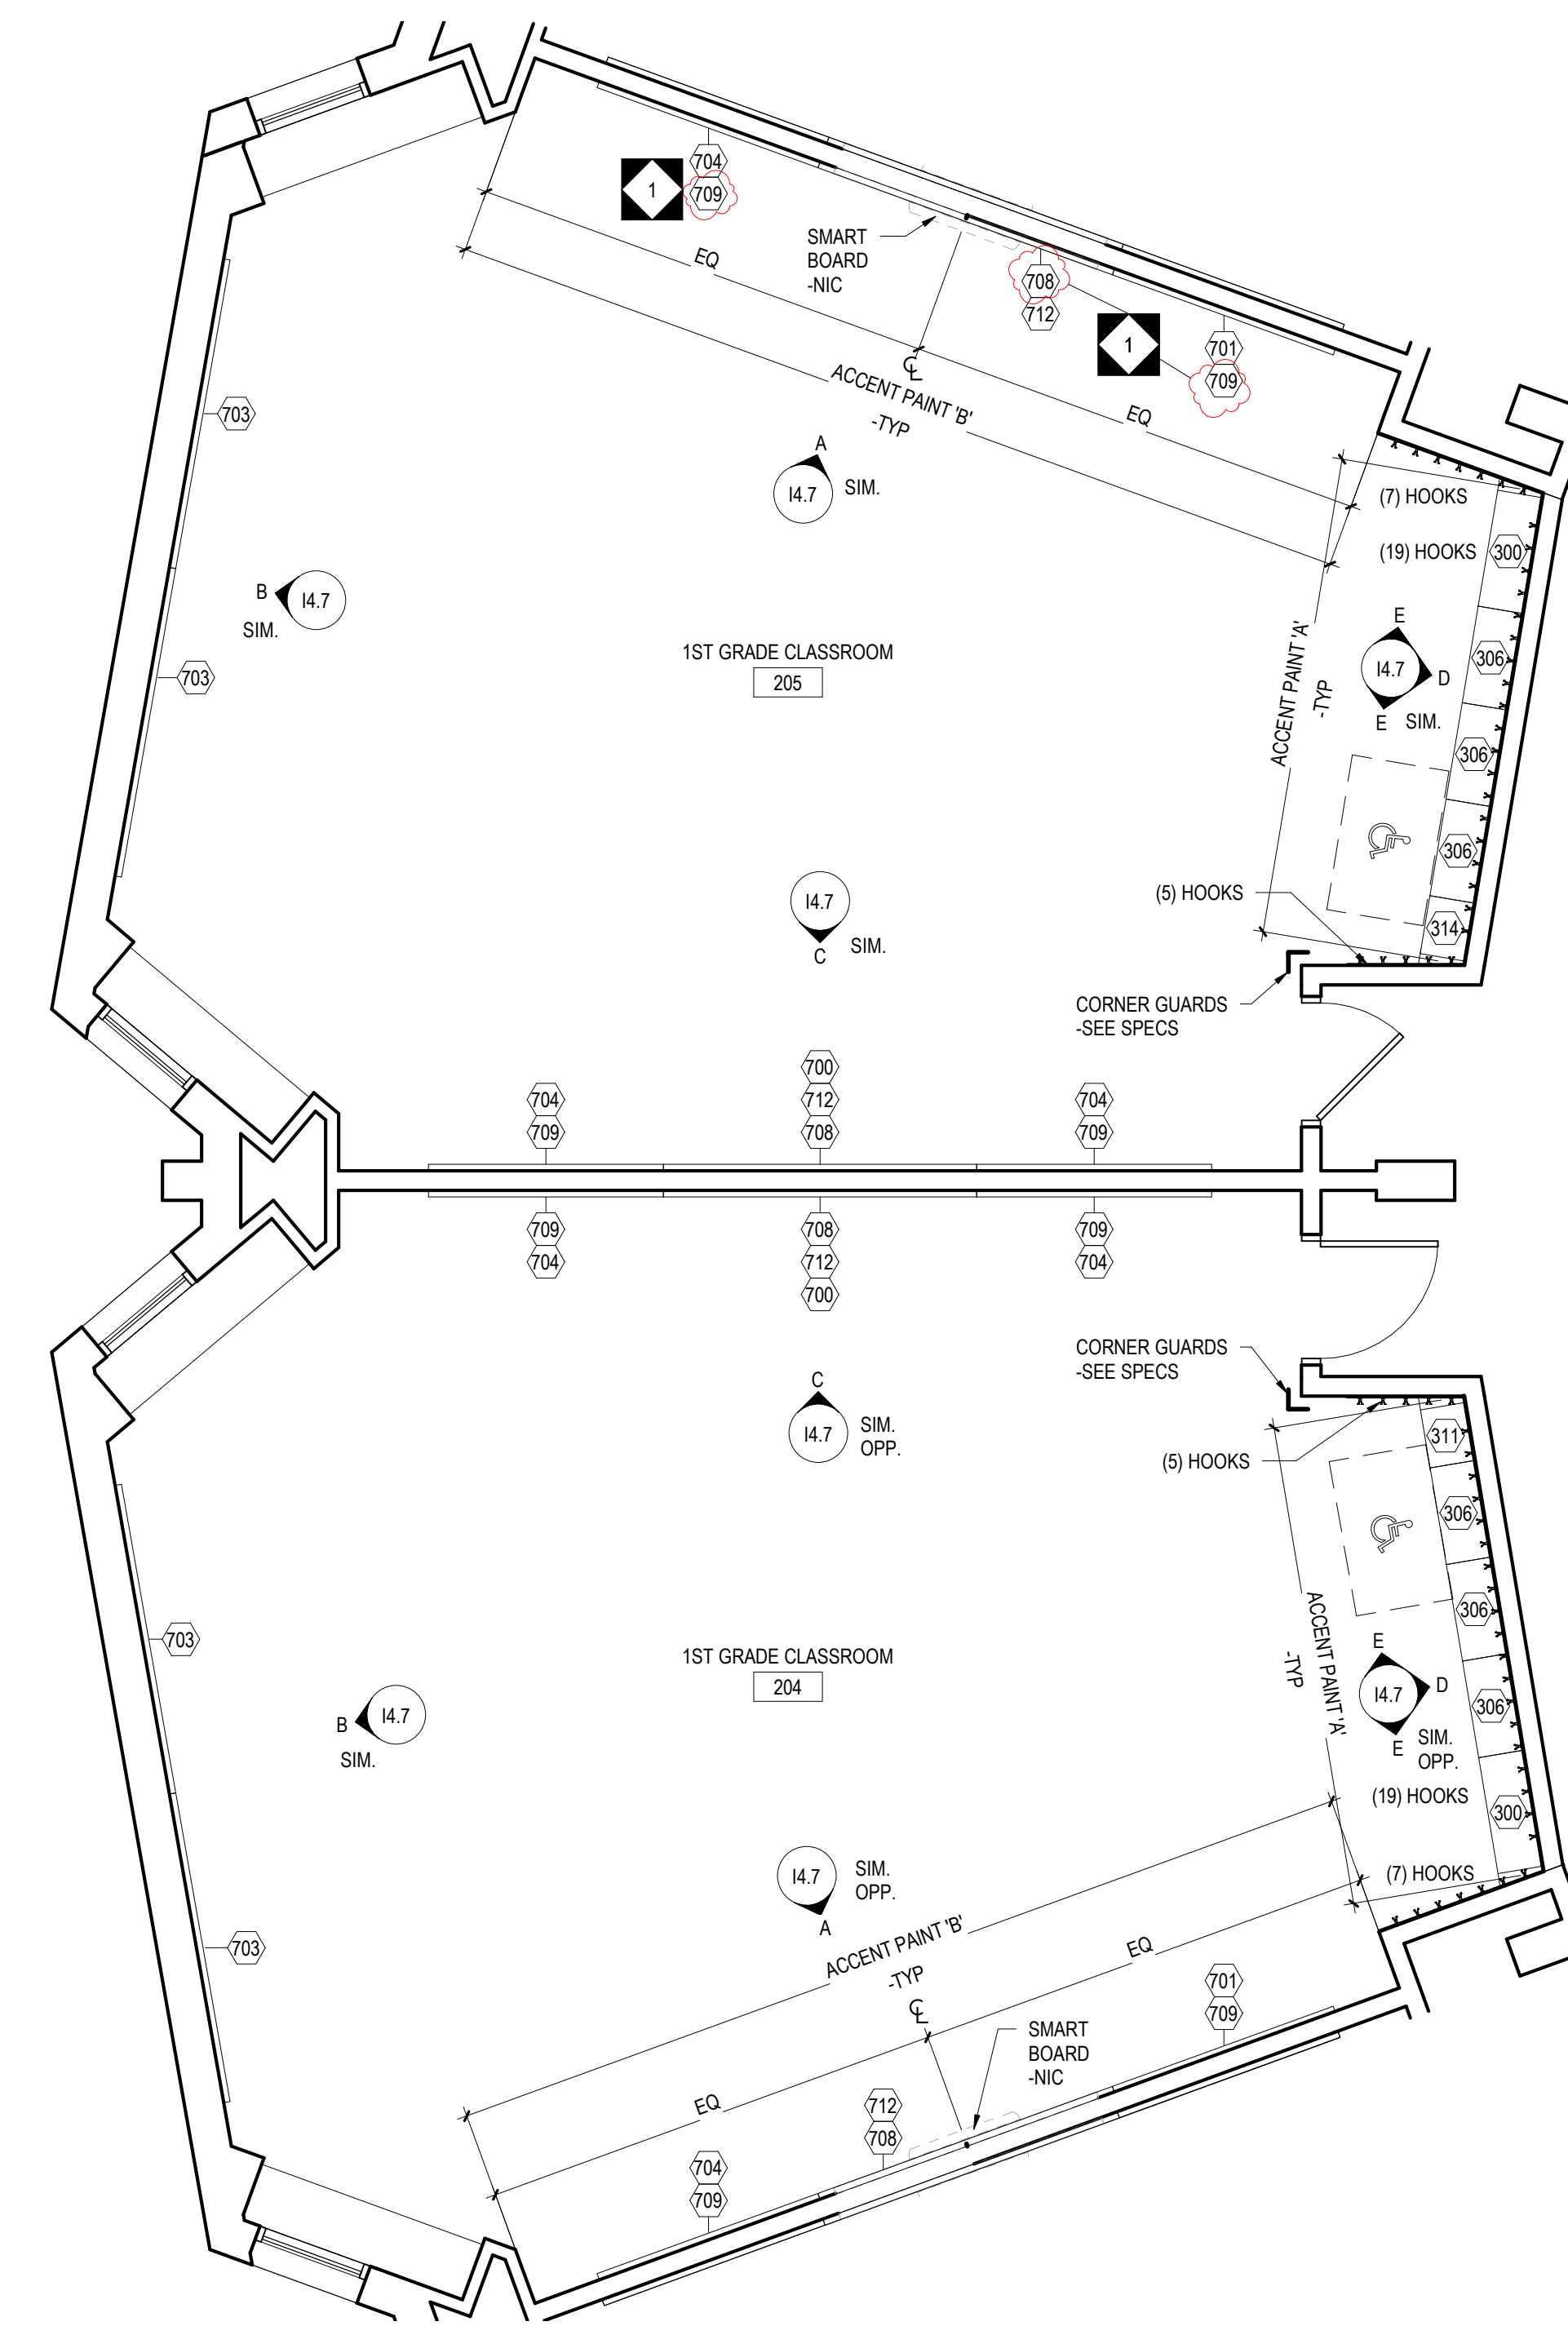 704
1
709
SMART
BOARD
-NIC
EQ
708
712
1
701
709
ACCENT PAINT 'B'
-TYP
EQ
703
A
I4.7
SIM.
(7) HOOKS
(19) HOOKS
300
B
I4.7
SIM.
1ST GRADE CLASSROOM
205
ACCENT PAINT 'A'
-TYP
E
I4.7
D
E
SIM.
306
703
306
306
(5) HOOKS
314
I4.7
C
SIM.
CORNER GUARDS
-SEE SPECS
704
709
700
712
708
704
709
709
704
708
712
700
709
704
CORNER GUARDS
-SEE SPECS
C
I4.7
SIM.
OPP.
(5) HOOKS
311
306
306
703
1ST GRADE CLASSROOM
204
ACCENT PAINT 'A'
-TYP
E
I4.7
D
E
SIM.
OPP.
306
B
I4.7
SIM.
(19) HOOKS
300
I4.7
SIM.
OPP.
A
(7) HOOKS
703
ACCENT PAINT 'B'
-TYP
EQ
701
709
SMART
BOARD
-NIC
EQ
712
708
704
709